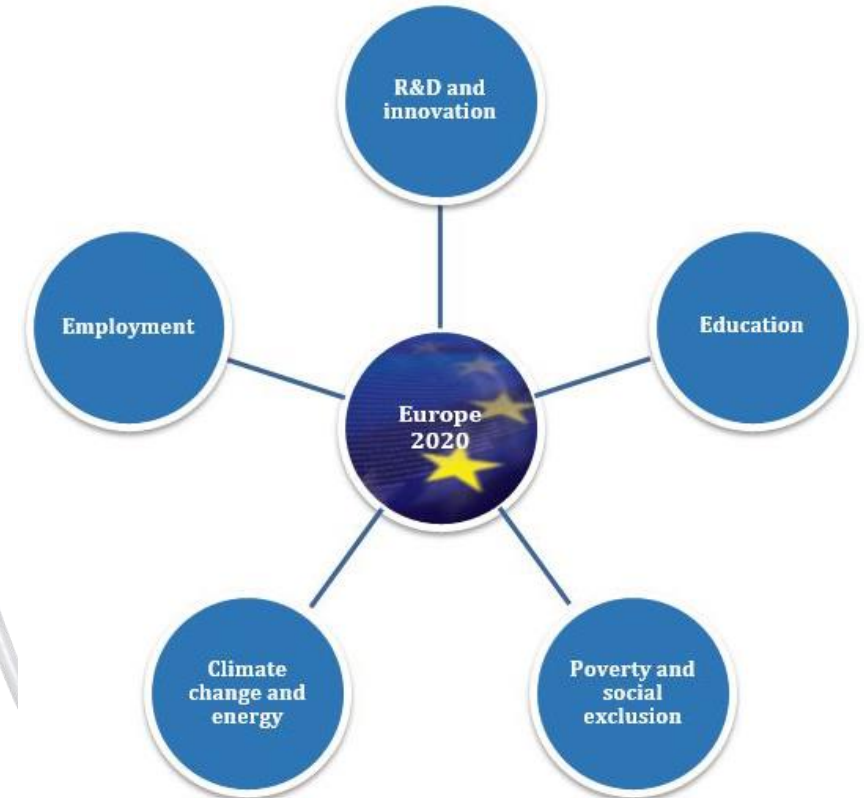 R&D and
innovation
Employment
Education
Europe
2020
Climate
change and
energy
Poverty and
social
exclusion